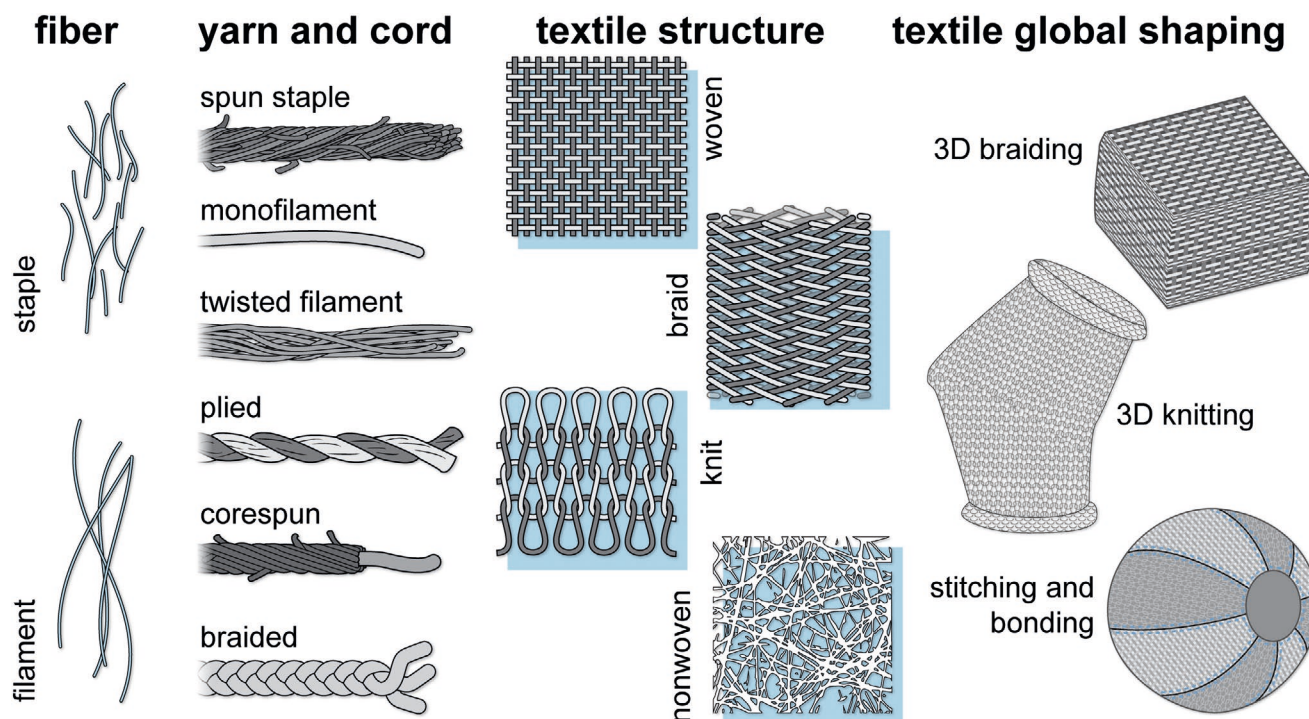 fiber
yarn and cord
textile structure
textile global shaping
staple
filament
spun staple
monofilament
twisted filament
plied
corespun
braided
woven
braid
knit
nonwoven
3D braiding
3D knitting
stitching and
bonding